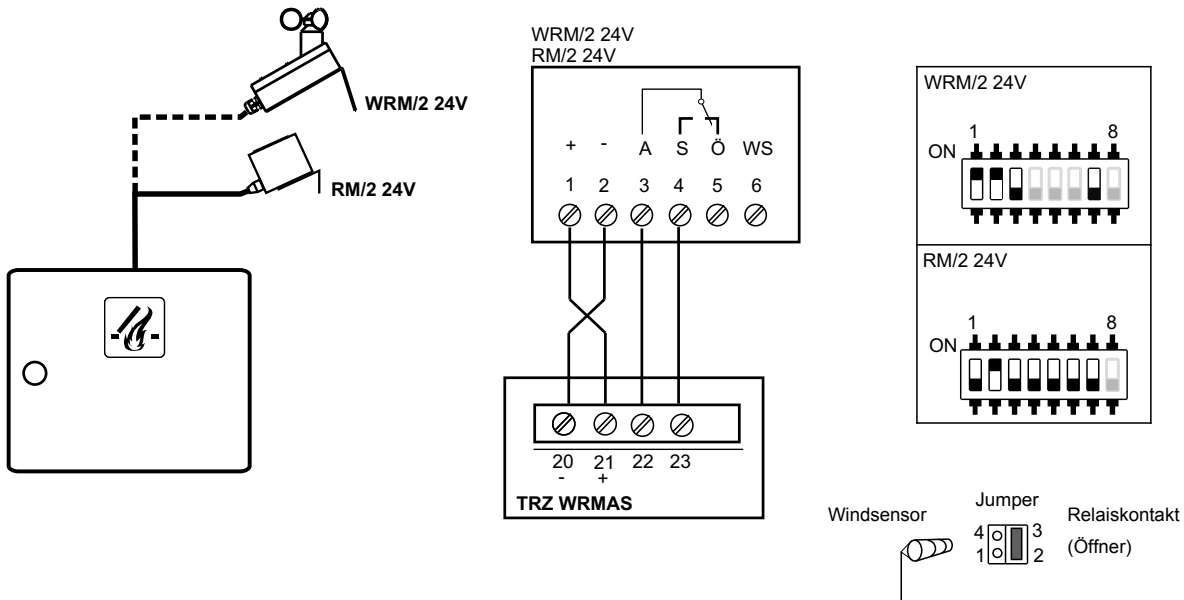 WRM/2 24V
RM/2 24V
WRM/2 24V
RM/2 24V
+ - A S Ö WS
1 2 3 4 5 6
20 21 22 23
- +
TRZ WRMAS
WRM/2 24V
1 8
ON
RM/2 24V
1 8
ON
Windsensor
Jumper
4 3
1 2
Relaiskontakt
(Öffner)